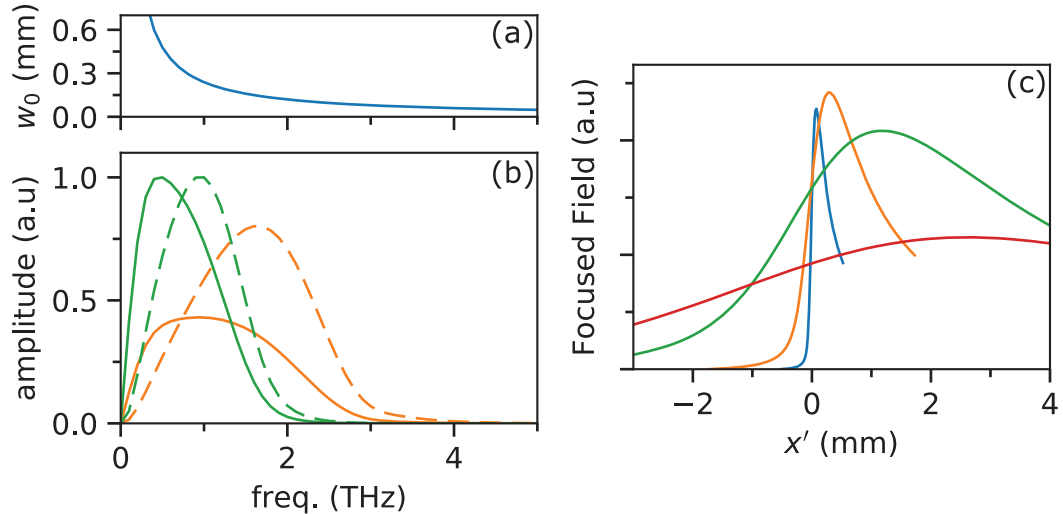 (a)
w₀ (mm)
0.6
0.3
0.0
(b)
amplitude (a.u)
1.0
0.5
0.0
0
2
4
freq. (THz)
(c)
Focused Field (a.u)
−2
0
2
4
x′ (mm)